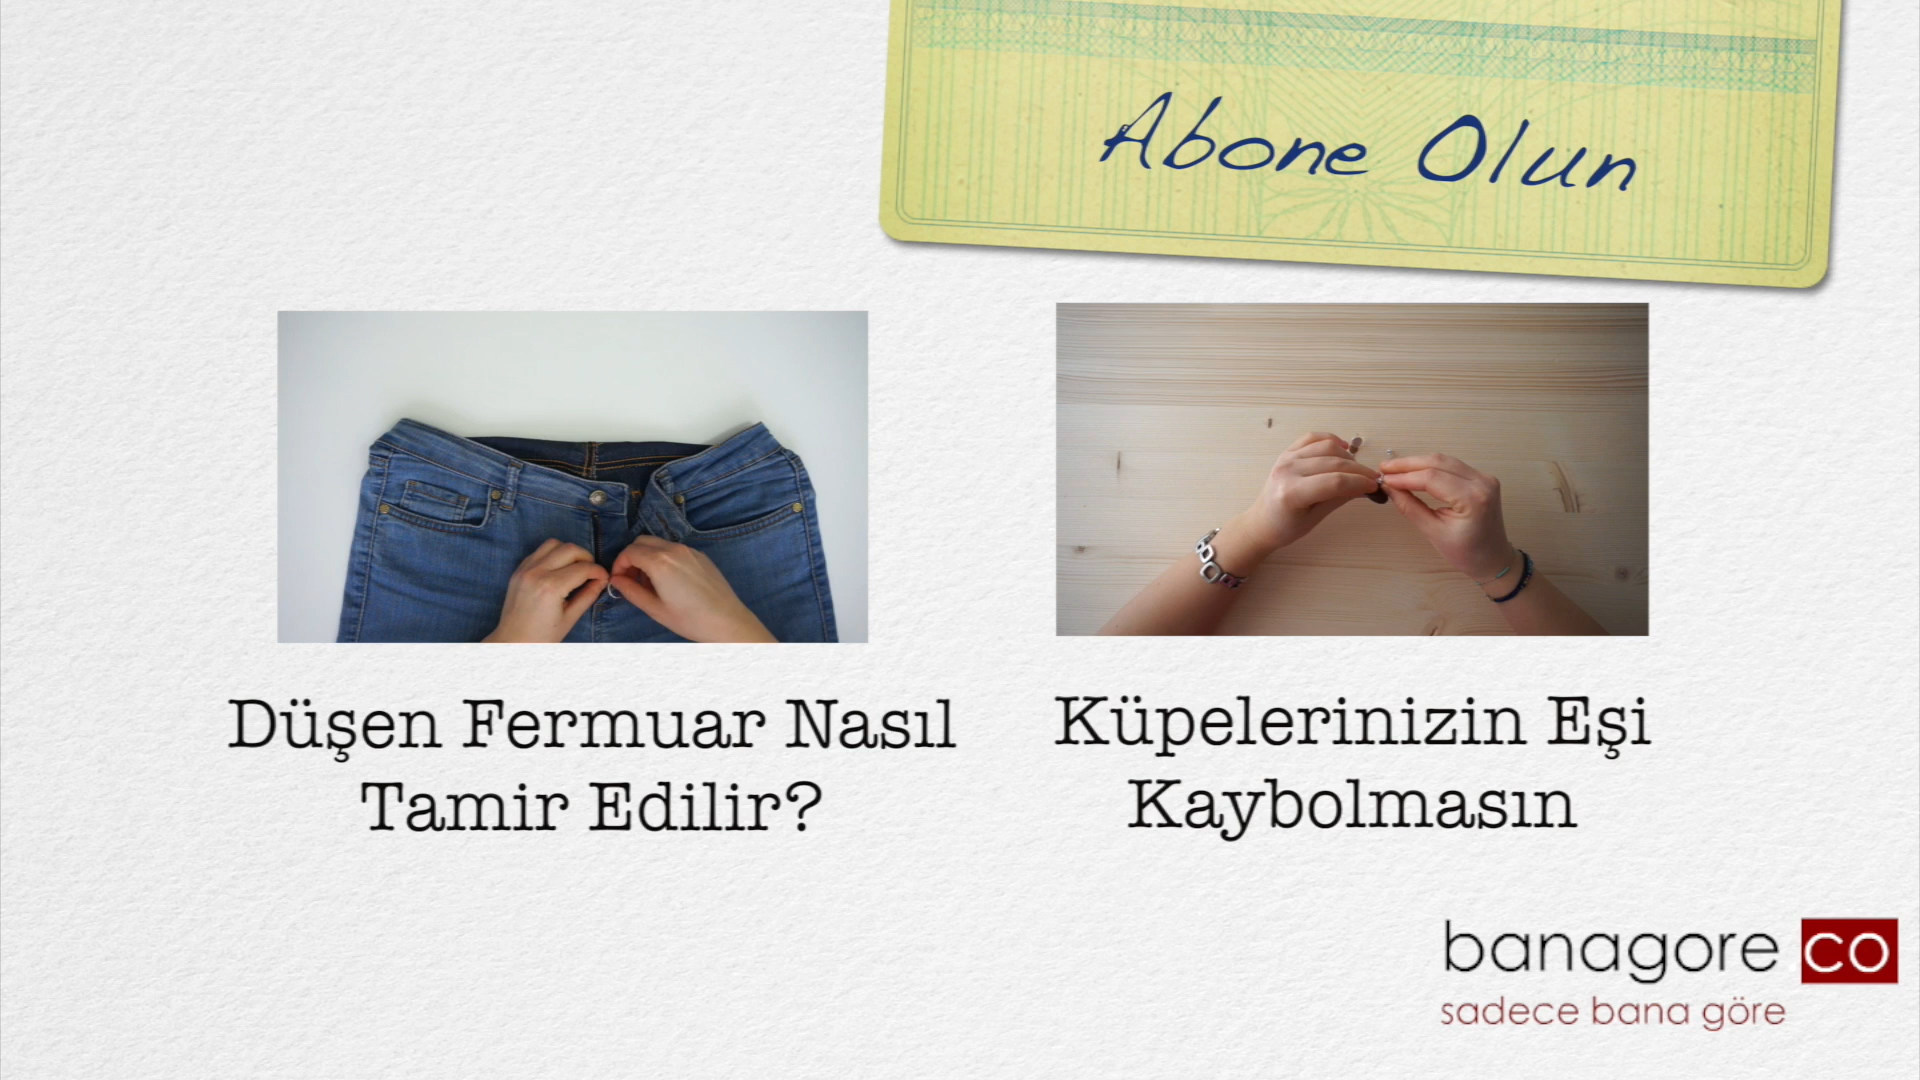 Abone Olun
Düşen Fermuar Nasıl
Tamir Edilir?
Küpelerinizin Eşi
Kaybolmasın
banagore.co
sadece bana göre